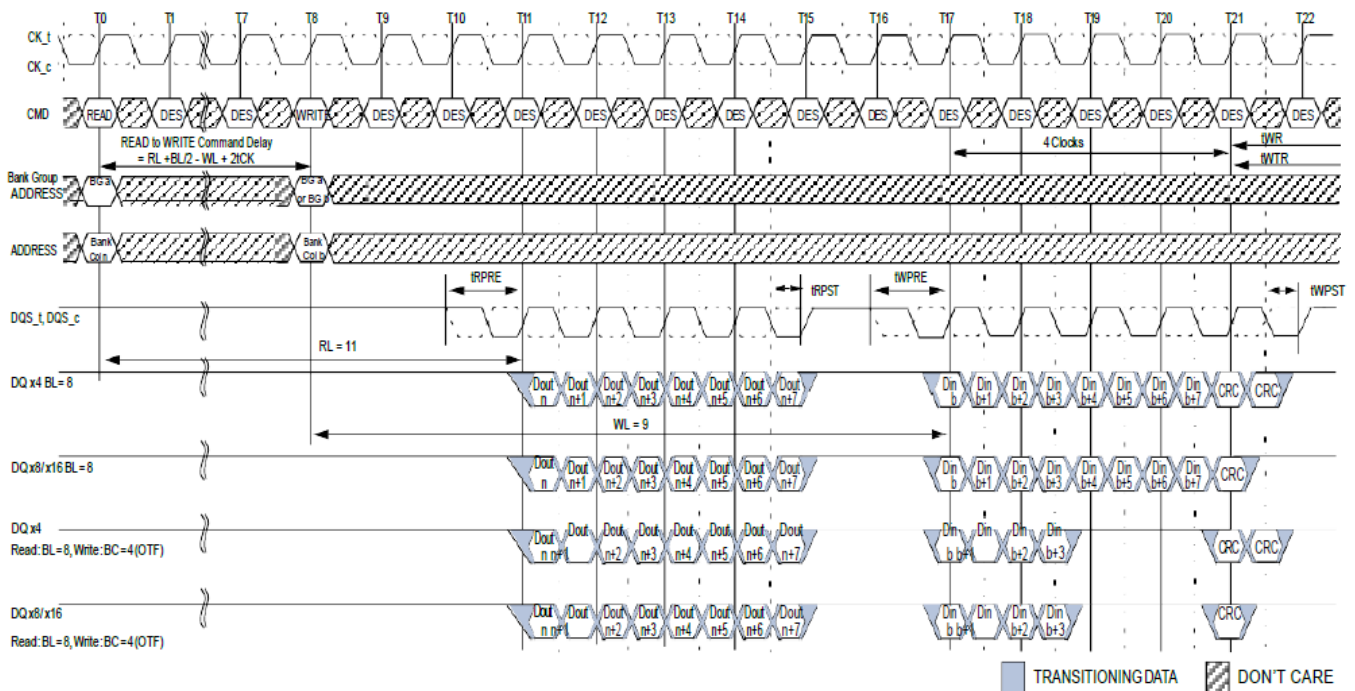 T0 T1 T7 T8 T9 T10 T11 T12 T13 T14 T15 T16 T17 T18 T19 T20 T21 T22
CK_t
CK_c
CMD READ DES DES WRITE DES DES DES DES DES DES DES DES DES DES DES DES DES DES
READ to WRITE Command Delay
= RL +BL/2 - WL + 2tCK
4 Clocks
tWR
tWTR
Bank Group
ADDRESS
BG a
BG a
or BG b
ADDRESS
Bank
Col n
Bank
Col b
tRPRE tRPST tWPRE tWPST
DQS_t, DQS_c
RL = 11
DQ x4 BL = 8
Dout Dout Dout Dout Dout Dout Dout Dout Din Din Din Din Din Din Din Din CRC CRC
n n+1 n+2 n+3 n+4 n+5 n+6 n+7 b b+1 b+2 b+3 b+4 b+5 b+6 b+7
WL = 9
DQ x8/x16 BL = 8
Dout Dout Dout Dout Dout Dout Dout Dout Din Din Din Din Din Din Din Din CRC
n n+1 n+2 n+3 n+4 n+5 n+6 n+7 b b+1 b+2 b+3 b+4 b+5 b+6 b+7
DQ x4
Read: BL = 8, Write: BC = 4 (OTF)
Dout Dout Dout Dout Dout Dout Dout Dout Din Din Din Din CRC CRC
n n+1 n+2 n+3 n+4 n+5 n+6 n+7 b b+1 b+2 b+3
DQ x8/x16
Read: BL = 8, Write: BC = 4 (OTF)
Dout Dout Dout Dout Dout Dout Dout Dout Din Din Din Din CRC
n n+1 n+2 n+3 n+4 n+5 n+6 n+7 b b+1 b+2 b+3
TRANSITIONING DATA DON'T CARE